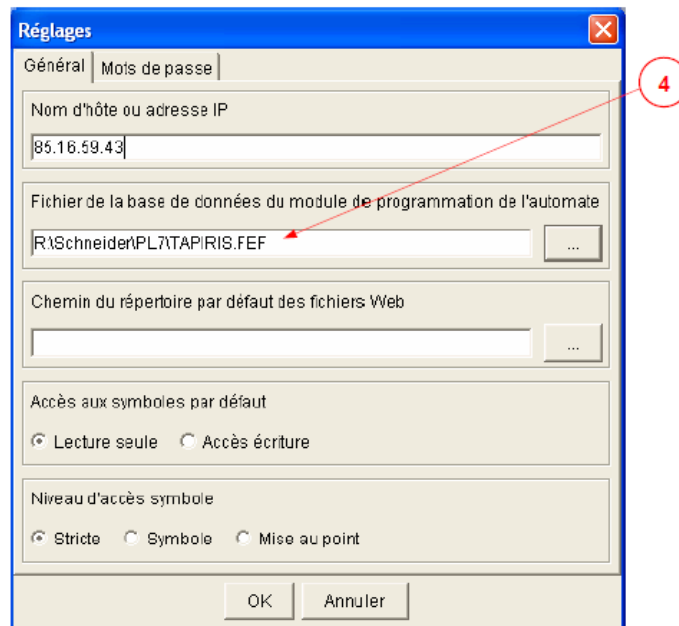 Réglages
Général Mots de passe
4
Nom d'hôte ou adresse IP
85.16.59.43
Fichier de la base de données du module de programmation de l'automate
R:\Schneider\PL7\TAPIRIS.FEF
...
Chemin du répertoire par défaut des fichiers Web
...
Accès aux symboles par défaut
Lecture seule Accès écriture
Niveau d'accès symbole
Stricte Symbole Mise au point
OK Annuler